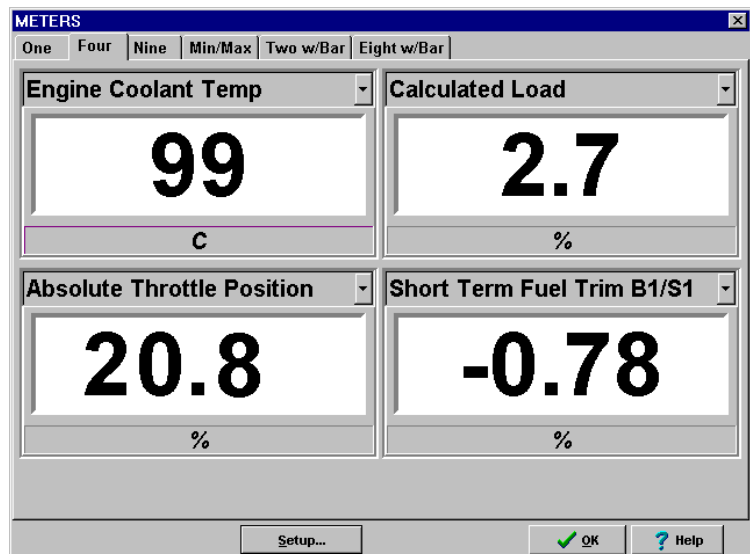 METERS
One Four Nine Min/Max Two w/Bar Eight w/Bar
Engine Coolant Temp
99
C
Calculated Load
2.7
%
Absolute Throttle Position
20.8
%
Short Term Fuel Trim B1/S1
-0.78
%
Setup... OK Help